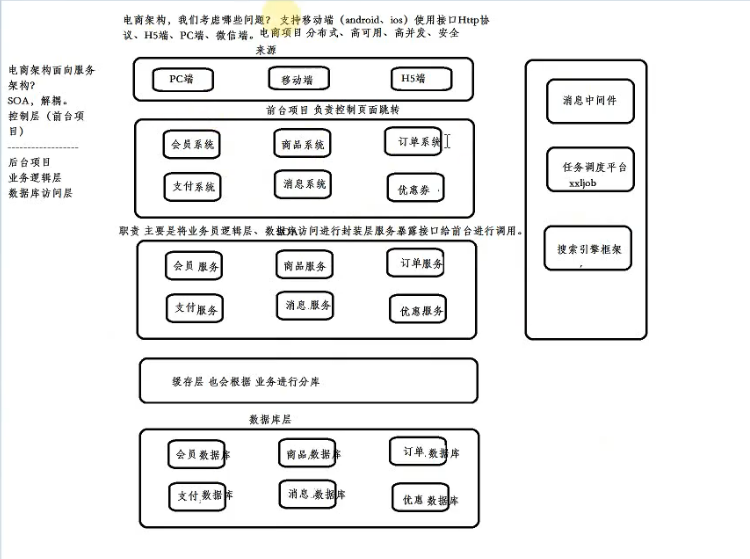 电商架构，我们考虑哪些问题？ 支持移动端（android、ios）使用接口Http协
议、H5端、PC端、微信端。电商项目 分布式、高可用、高并发、安全
来源
电商架构面向服务
架构？
SOA，解耦。
控制层（前台项
目）
--------------------
后台项目
业务逻辑层
数据库访问层
PC端
移动端
H5端
前台项目 负责控制页面跳转
会员系统
商品系统
订单系统
支付系统
消息系统
优惠券
职责 主要是将业务员逻辑层、数据库访问进行封装层服务暴露接口给前台进行调用。
会员 服务
商品服务
订单服务
支付服务
消息 服务
优惠服务
缓存层 也会根据 业务进行分库
数据库层
会员数据库
商品 数据库
订单 数据库
支付 数据库
消息 数据库
优惠 数据库
消息中间件
任务调度平台
xxljob
搜索引擎框架